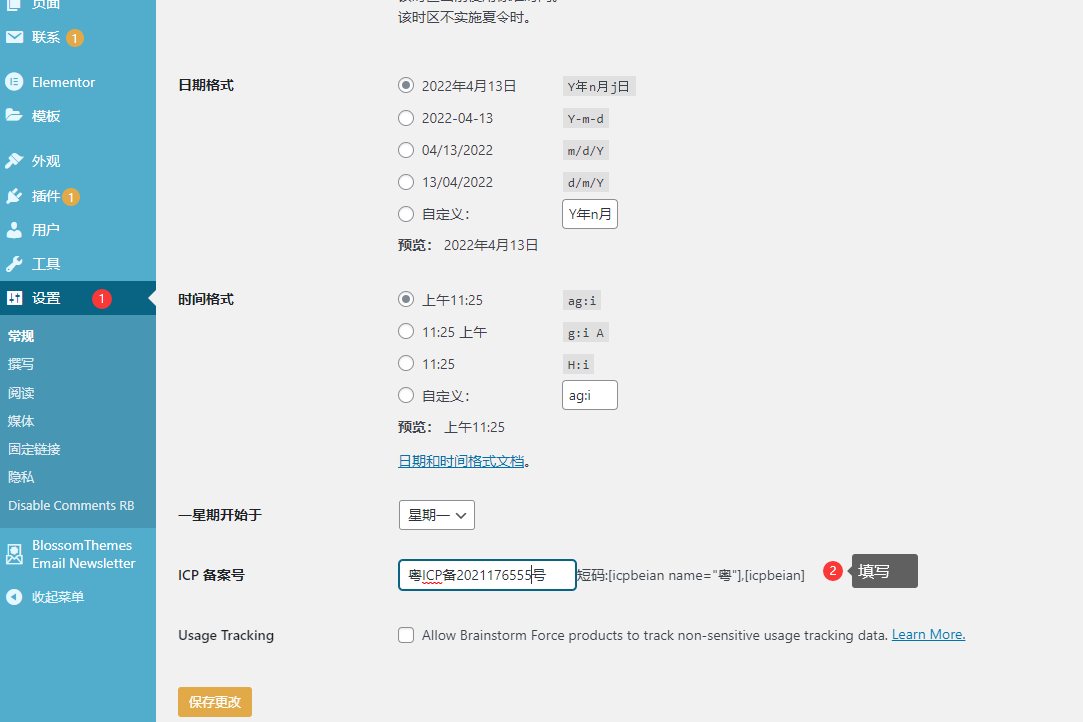 页面
联系 1
Elementor
模板
外观
插件 1
用户
工具
设置 1
常规
撰写
阅读
媒体
固定链接
隐私
Disable Comments RB
BlossomThemes
Email Newsletter
收起菜单
该时区不实施夏令时。
日期格式
2022年4月13日 Y年n月j日
2022-04-13 Y-m-d
04/13/2022 m/d/Y
13/04/2022 d/m/Y
自定义: Y年n月
预览: 2022年4月13日
时间格式
上午11:25 ag:i
11:25 上午 g:i A
11:25 H:i
自定义: ag:i
预览: 上午11:25
日期和时间格式文档。
一星期开始于 星期一
ICP 备案号 粤ICP备2021176555号 短码:[icpbeian name="粤"],[icpbeian] 2 填写
Usage Tracking Allow Brainstorm Force products to track non-sensitive usage tracking data. Learn More.
保存更改